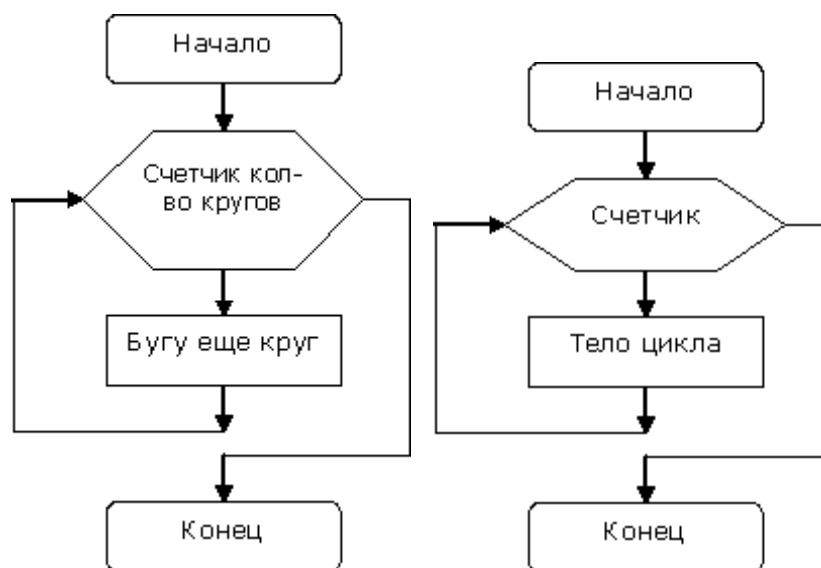 Начало
Счетчик кол-
во кругов
Бугу еще круг
Конец
Начало
Счетчик
Тело цикла
Конец